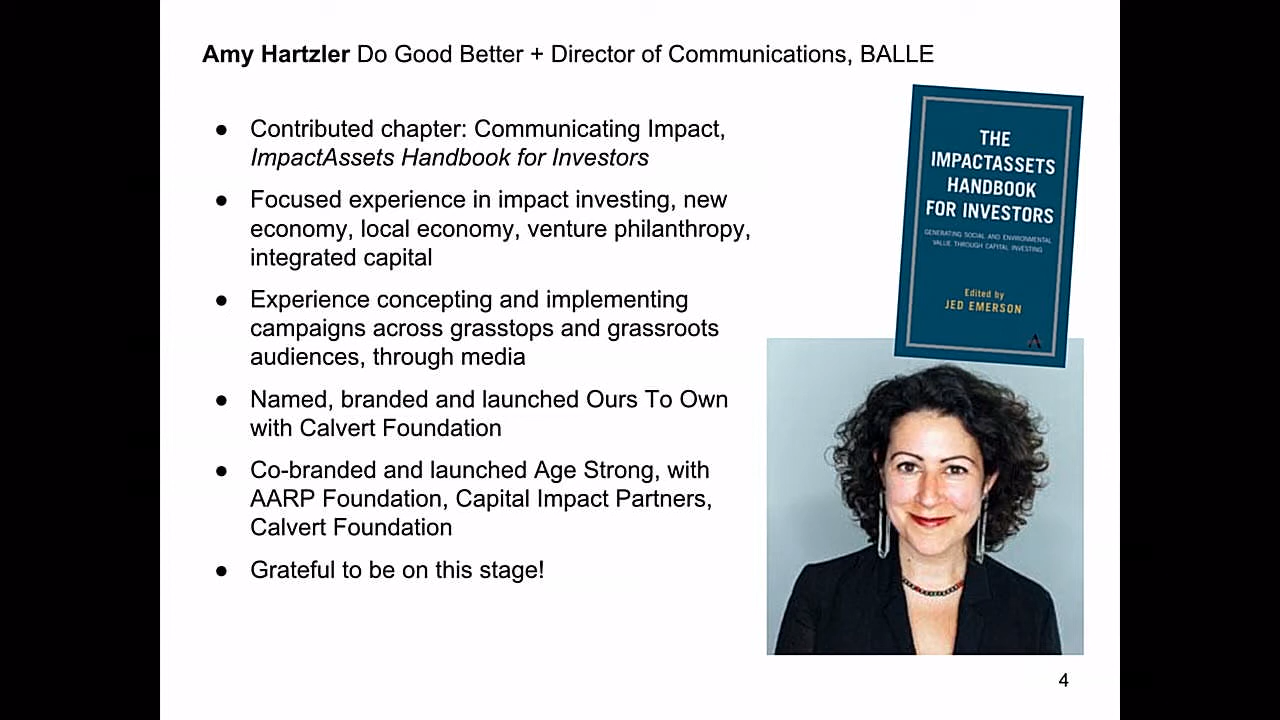 Amy Hartzler Do Good Better + Director of Communications, BALLE
● Contributed chapter: Communicating Impact,
ImpactAssets Handbook for Investors
● Focused experience in impact investing, new
economy, local economy, venture philanthropy,
integrated capital
● Experience concepting and implementing
campaigns across grasstops and grassroots
audiences, through media
● Named, branded and launched Ours To Own
with Calvert Foundation
● Co-branded and launched Age Strong, with
AARP Foundation, Capital Impact Partners,
Calvert Foundation
● Grateful to be on this stage!
THE
IMPACTASSETS
HANDBOOK
FOR INVESTORS
GENERATING SOCIAL AND ENVIRONMENTAL
VALUE THROUGH CAPITAL INVESTING
Edited by
JED EMERSON
4